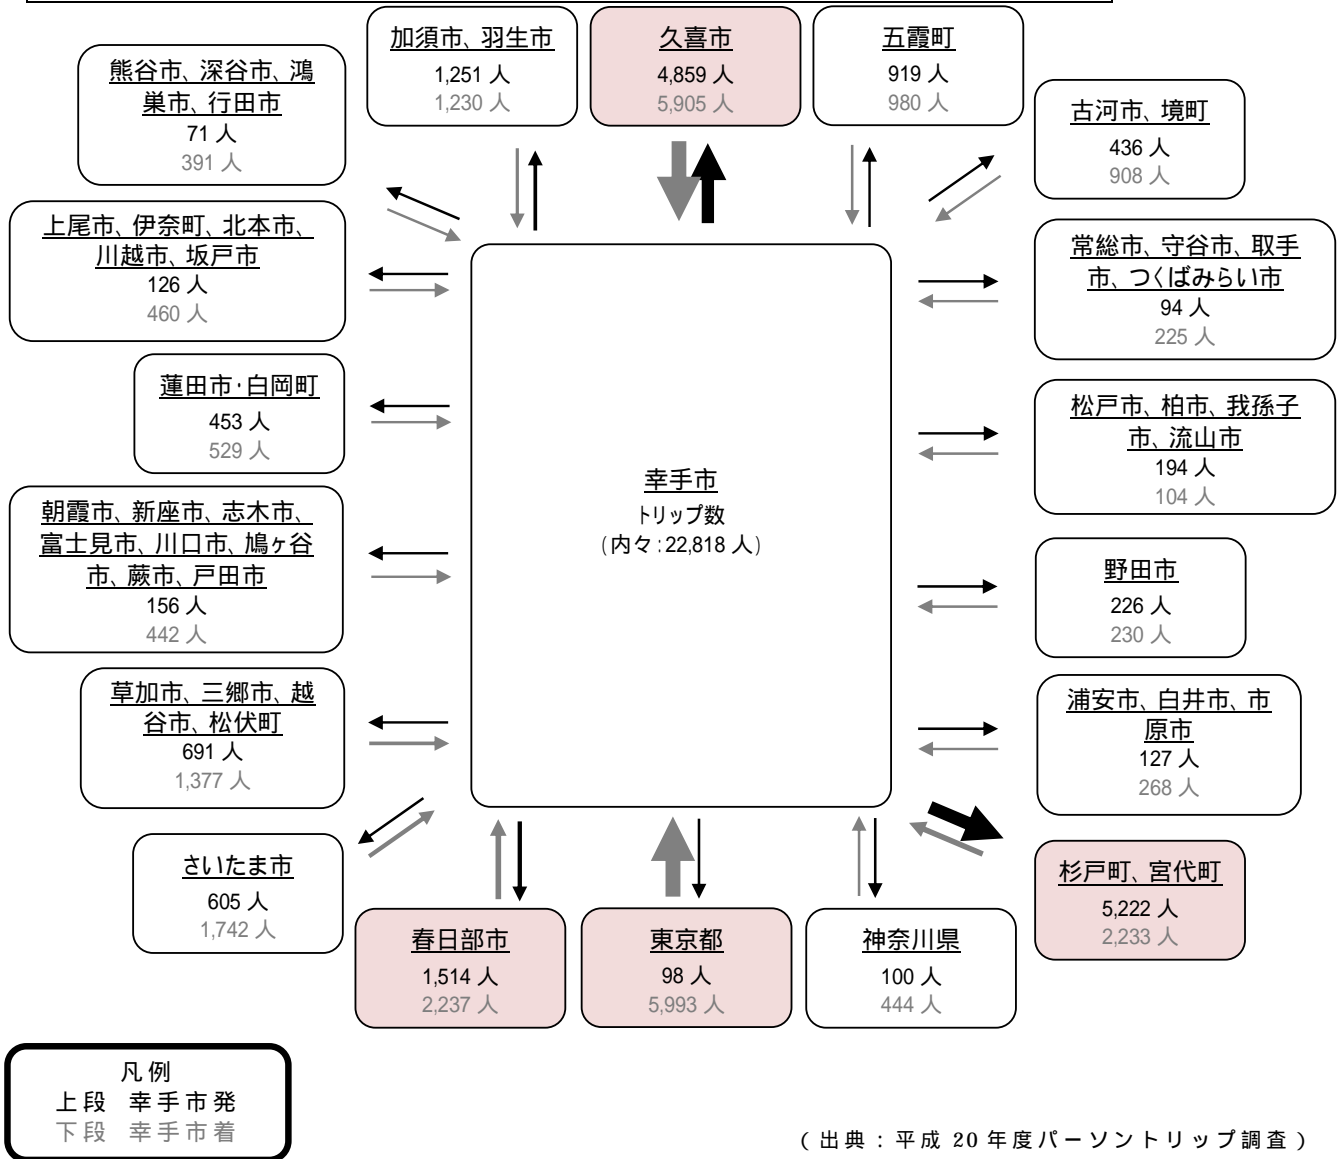 加須市、羽生市
1,251 人
1,230 人
久喜市
4,859 人
5,905 人
五霞町
919 人
980 人
熊谷市、深谷市、鴻
巣市、行田市
71 人
391 人
古河市、境町
436 人
908 人
上尾市、伊奈町、北本市、
川越市、坂戸市
126 人
460 人
常総市、守谷市、取手
市、つくばみらい市
94 人
225 人
蓮田市・白岡町
453 人
529 人
松戸市、柏市、我孫子
市、流山市
194 人
104 人
幸手市
トリップ数
(内々:22,818 人)
朝霞市、新座市、志木市、
富士見市、川口市、鳩ヶ谷
市、蕨市、戸田市
156 人
442 人
野田市
226 人
230 人
草加市、三郷市、越
谷市、松伏町
691 人
1,377 人
浦安市、白井市、市
原市
127 人
268 人
さいたま市
605 人
1,742 人
杉戸町、宮代町
5,222 人
2,233 人
春日部市
1,514 人
2,237 人
東京都
98 人
5,993 人
神奈川県
100 人
444 人
凡例
上段 幸手市発
下段 幸手市着
(出典：平成 20 年度パーソントリップ調査)